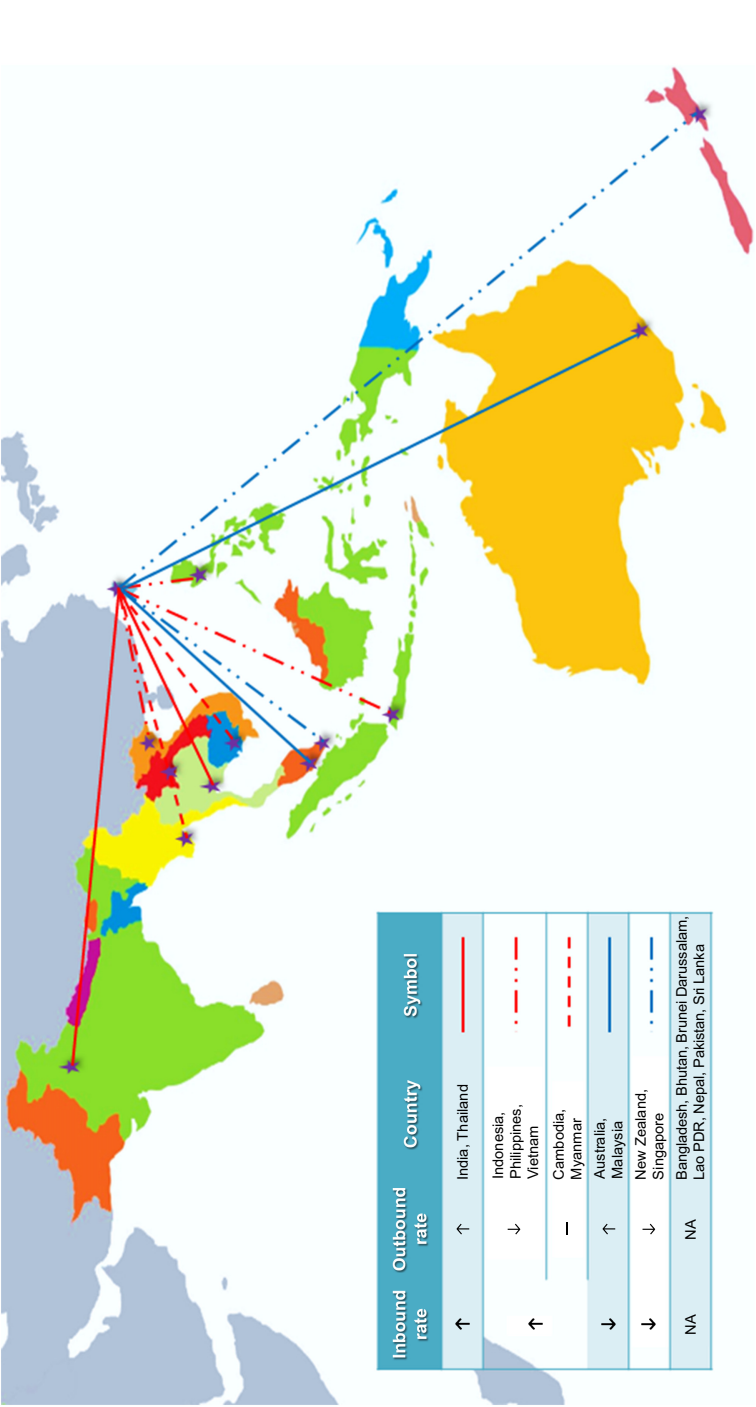 Inbound rate Outbound rate Country Symbol
↑ ↑ India, Thailand
↑ ↓ Indonesia,
Philippines,
Vietnam
– Cambodia,
Myanmar
↓ ↑ Australia,
Malaysia
↓ ↓ New Zealand,
Singapore
NA NA Bangladesh, Bhutan, Brunei Darussalam,
Lao PDR, Nepal, Pakistan, Sri Lanka